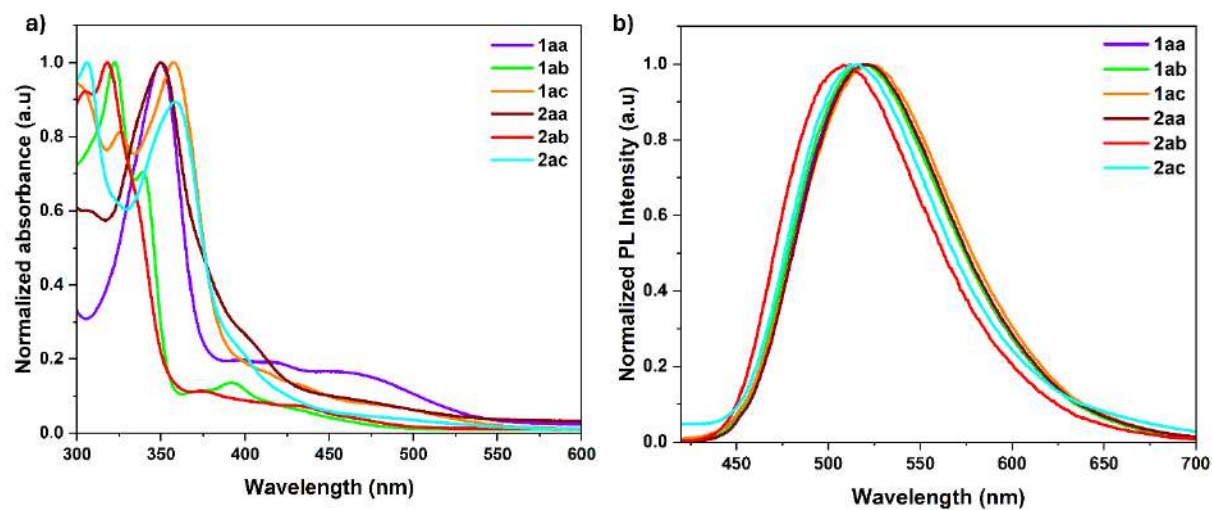 a)
1aa
1ab
1ac
2aa
2ab
2ac
1.0
0.8
0.6
0.4
0.2
0.0
Normalized absorbance (a.u)
300 350 400 450 500 550 600
Wavelength (nm)
b)
1aa
1ab
1ac
2aa
2ab
2ac
1.0
0.8
0.6
0.4
0.2
0.0
Normalized PL Intensity (a.u)
450 500 550 600 650 700
Wavelength (nm)